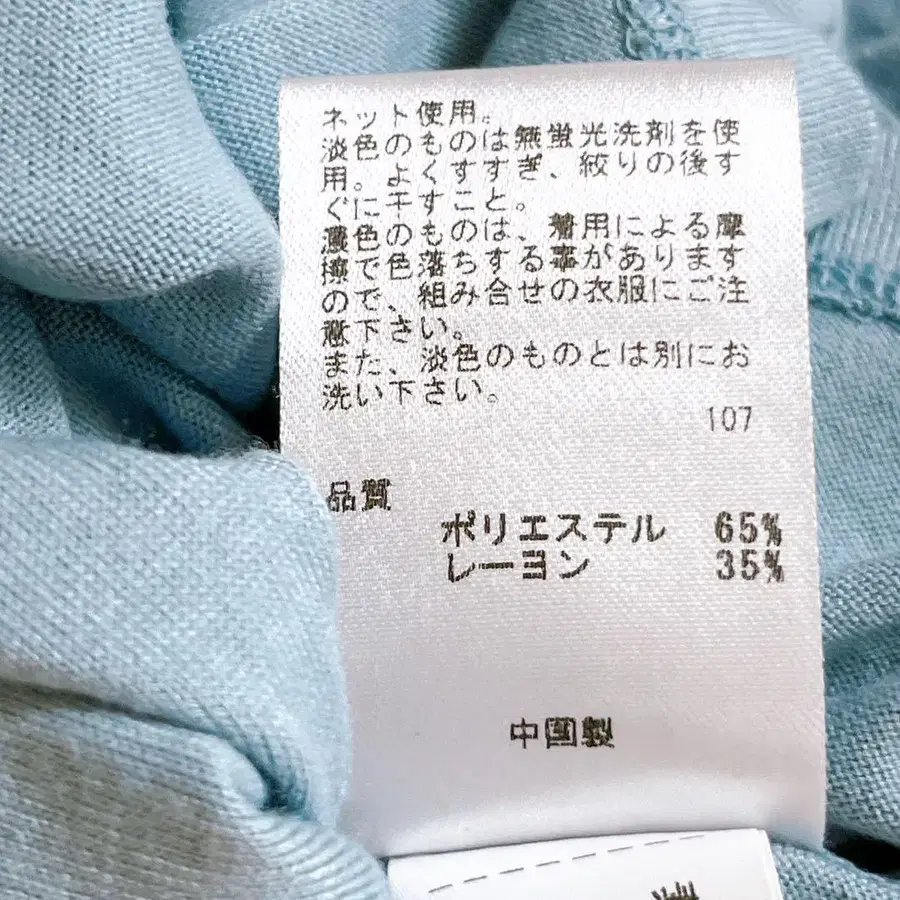 ネット使用。
淡色のものは無蛍光洗剤を使
用。よくすすぎ、絞りの後す
ぐに干すこと。
濃色のものは、着用による摩
擦で色落ちする事があります
ので、組み合せの衣服にご注
意下さい。
また、淡色のものとは別にお
洗い下さい。
107
品質
ポリエステル 65%
レーヨン 35%
中国製